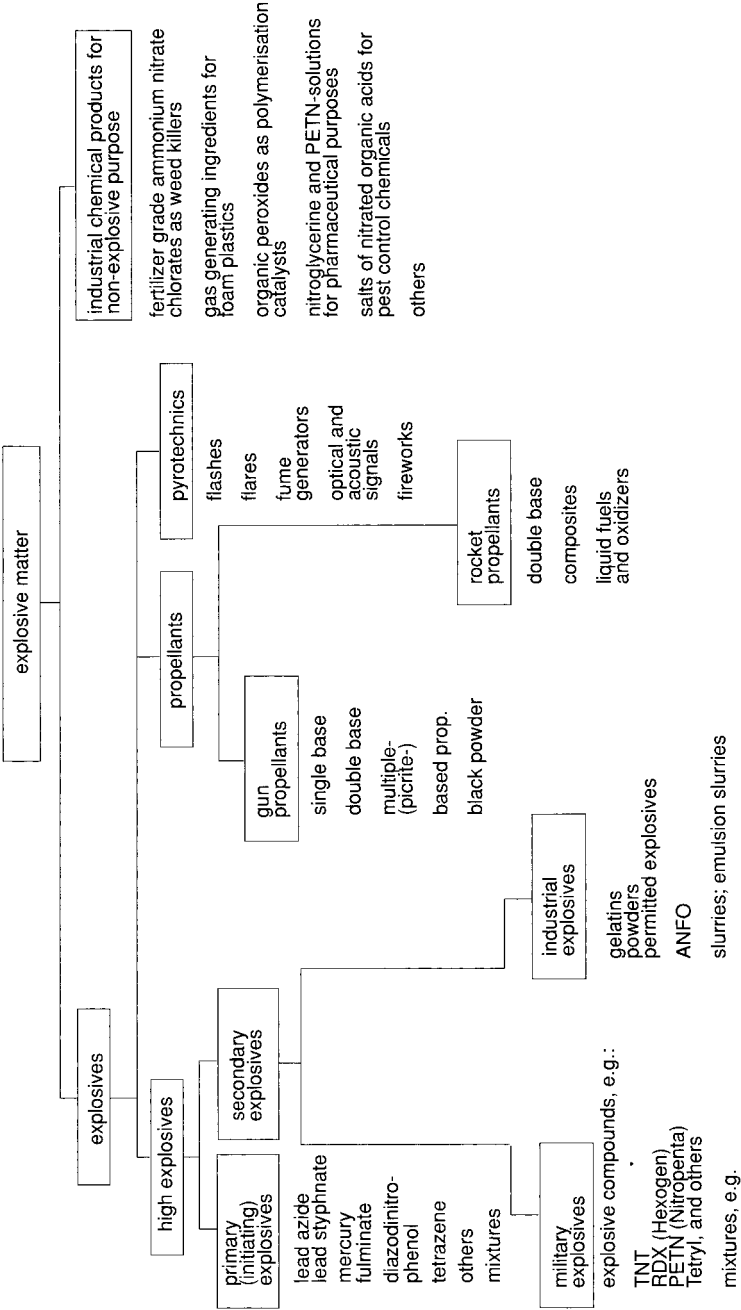 explosive matter
explosives
industrial chemical products for
non-explosive purpose
fertilizer grade ammonium nitrate
chlorates as weed killers
gas generating ingredients for
foam plastics
organic peroxides as polymerisation
catalysts
nitroglycerine and PETN-solutions
for pharmaceutical purposes
salts of nitrated organic acids for
pest control chemicals
others
high explosives
propellants
pyrotechnics
flashes
flares
fume
generators
optical and
acoustic
signals
fireworks
primary
(initiating)
explosives
lead azide
lead styphnate
mercury
fulminate
diazodinitro-
phenol
tetrazene
others
mixtures
secondary
explosives
gun
propellants
single base
double base
multiple-
(picrite-)
based prop.
black powder
rocket
propellants
double base
composites
liquid fuels
and oxidizers
military
explosives
explosive compounds, e.g.:
TNT
RDX (Hexogen)
PETN (Nitropenta)
Tetryl, and others
mixtures, e.g.
industrial
explosives
gelatins
powders
permitted explosives
ANFO
slurries; emulsion slurries